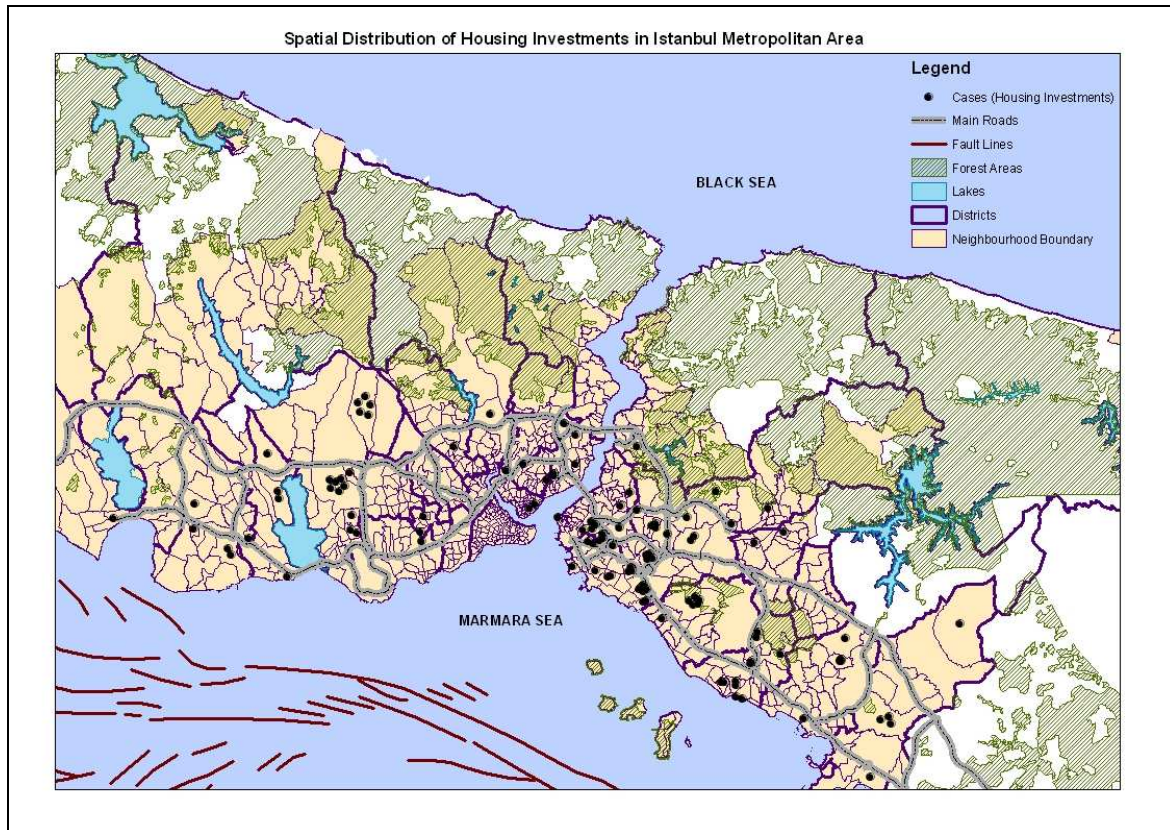 Spatial Distribution of Housing Investments in Istanbul Metropolitan Area
Legend
Cases (Housing Investments)
Main Roads
Fault Lines
Forest Areas
Lakes
Districts
Neighbourhood Boundary
BLACK SEA
MARMARA SEA